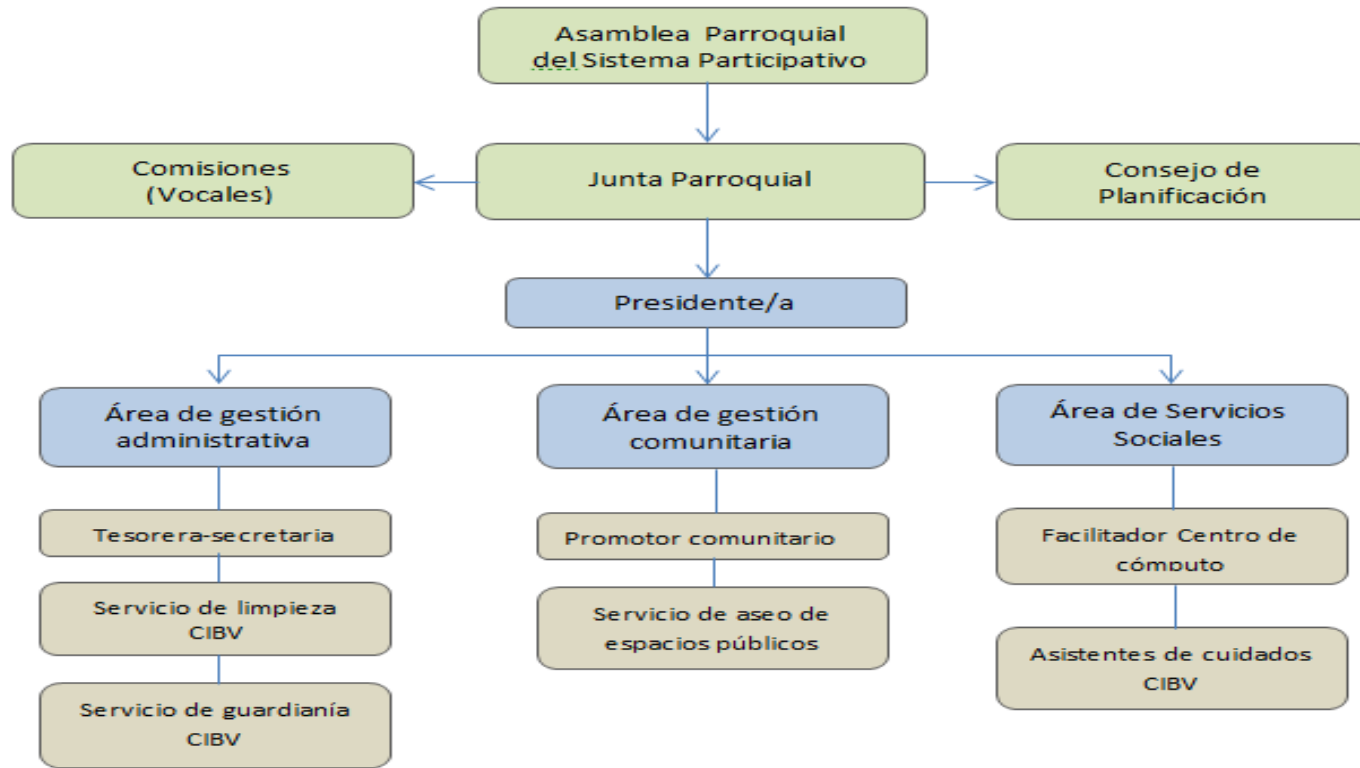 Asamblea Parroquial
del Sistema Participativo
Comisiones
(Vocales)
Junta Parroquial
Consejo de
Planificación
Presidente/a
Área de gestión
administrativa
Área de gestión
comunitaria
Área de Servicios
Sociales
Tesorera-secretaria
Servicio de limpieza
CIBV
Servicio de guardianía
CIBV
Promotor comunitario
Servicio de aseo de
espacios públicos
Facilitador Centro de
cómputo
Asistentes de cuidados
CIBV